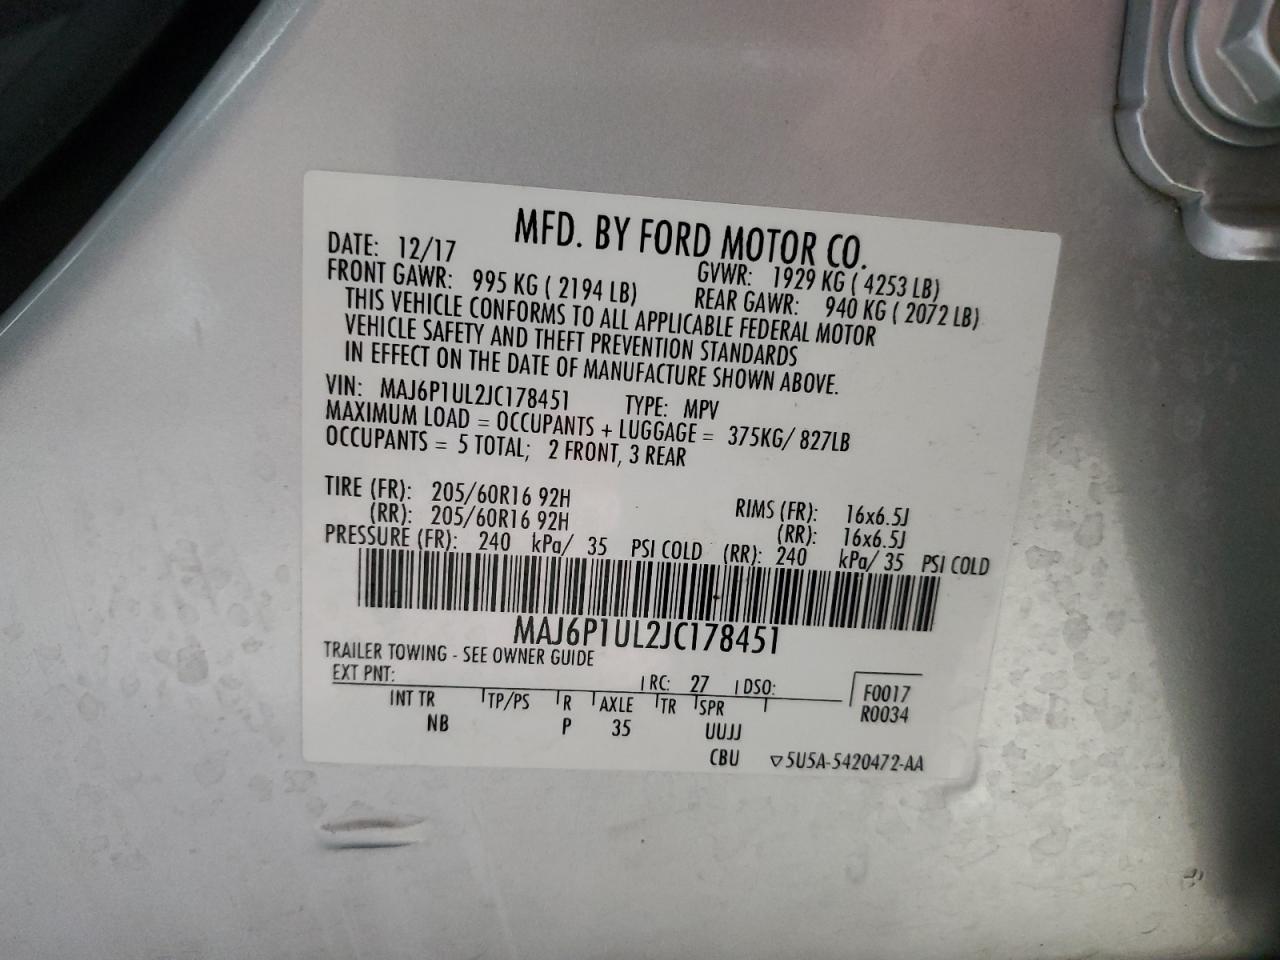 MFD. BY FORD MOTOR CO.
DATE: 12/17 GVWR: 1929 KG ( 4253 LB)
FRONT GAWR: 995 KG ( 2194 LB) REAR GAWR: 940 KG ( 2072 LB)
THIS VEHICLE CONFORMS TO ALL APPLICABLE FEDERAL MOTOR
VEHICLE SAFETY AND THEFT PREVENTION STANDARDS
IN EFFECT ON THE DATE OF MANUFACTURE SHOWN ABOVE.
VIN: MAJ6P1UL2JC178451 TYPE: MPV
MAXIMUM LOAD = OCCUPANTS + LUGGAGE = 375KG/ 827LB
OCCUPANTS = 5 TOTAL; 2 FRONT, 3 REAR
TIRE (FR): 205/60R16 92H RIMS (FR): 16x6.5J
(RR): 205/60R16 92H (RR): 16x6.5J
PRESSURE (FR): 240 kPa/ 35 PSI COLD (RR): 240 kPa/ 35 PSI COLD
MAJ6P1UL2JC178451
TRAILER TOWING - SEE OWNER GUIDE
EXT PNT: RC: 27 DSO: F0017
INT TR TP/PS R AXLE TR SPR R0034
NB P 35 UUJJ
CBU ▽5U5A-5420472-AA